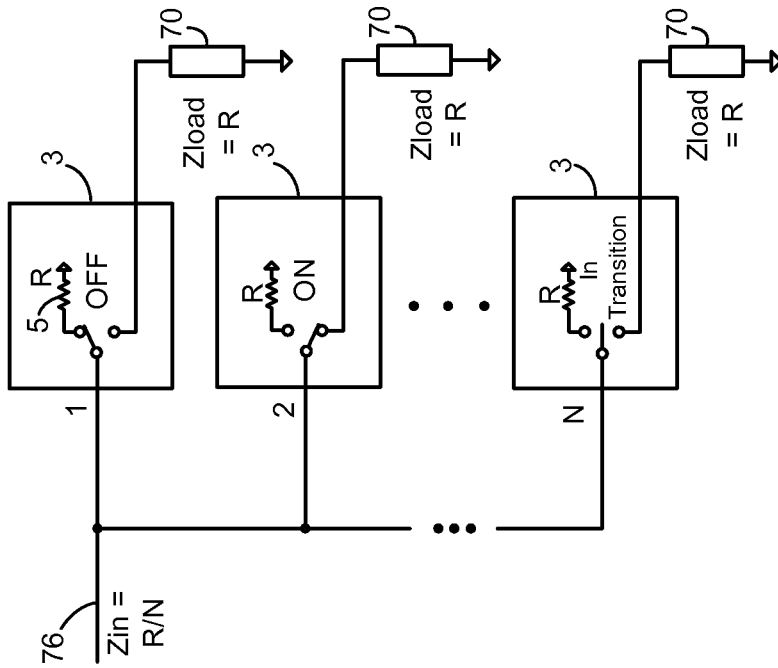 76
Zin =
R/N
1
3
5
R
OFF
Zload
= R
70
2
3
R
ON
Zload
= R
70
N
3
R
In
Transition
Zload
= R
70